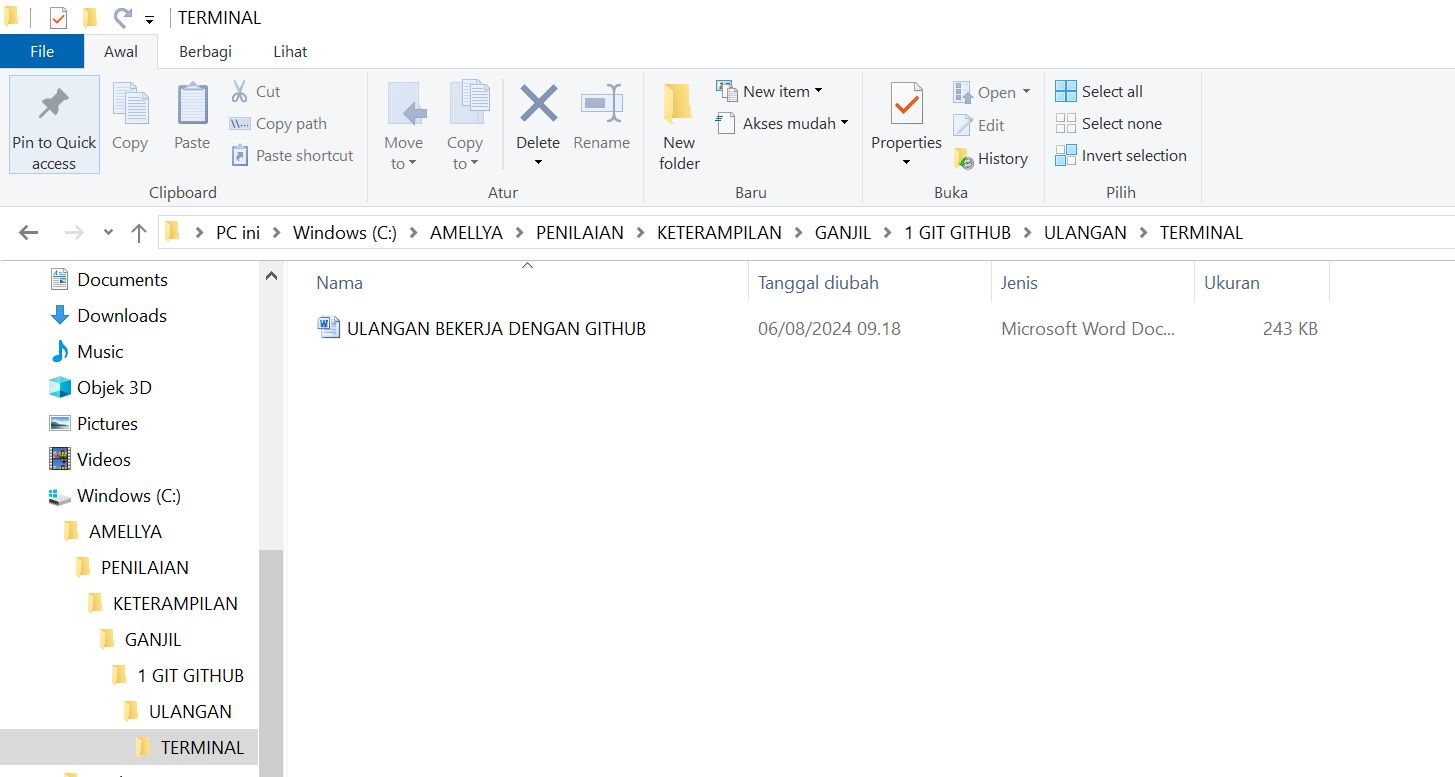 TERMINAL
File Awal Berbagi Lihat
Pin to Quick access
Copy
Paste
Cut
Copy path
Paste shortcut
Clipboard
Move to
Copy to
Delete
Rename
Atur
New folder
New item
Akses mudah
Baru
Properties
Open
Edit
History
Buka
Select all
Select none
Invert selection
Pilih
PC ini > Windows (C:) > AMELLYA > PENILAIAN > KETERAMPILAN > GANJIL > 1 GIT GITHUB > ULANGAN > TERMINAL
Documents
Downloads
Music
Objek 3D
Pictures
Videos
Windows (C:)
AMELLYA
PENILAIAN
KETERAMPILAN
GANJIL
1 GIT GITHUB
ULANGAN
TERMINAL
Nama Tanggal diubah Jenis Ukuran
ULANGAN BEKERJA DENGAN GITHUB 06/08/2024 09.18 Microsoft Word Doc... 243 KB